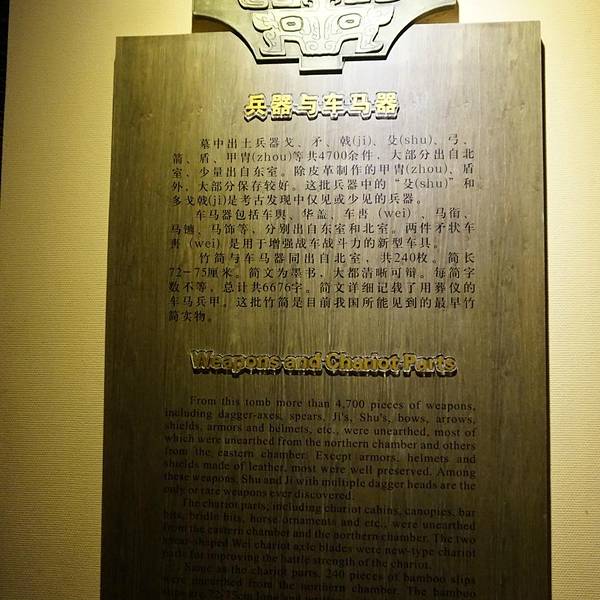 兵器与车马器
墓中出土兵器戈、矛、戟(jǐ)、殳(shu)、弓、
箭、盾、甲胄(zhou)等共4700余件，大部分出自北
室，少量出自东室。除皮革制作的甲胄(zhou)、盾
外，大部分保存较好。这批兵器中的“殳(shu)”和
多戈戟(jǐ)是考古发现中仅见或少见的兵器。
车马器包括车舆、华盖、车軎（wei）、马衔、
马镳、马饰等，分别出自东室和北室。两件矛状车
軎（wei）是用于增强战车战斗力的新型车具。
竹简与车马器同出自北室，共240枚。简长
72-75厘米。简文为墨书，大都清晰可辩。每简字
数不等，总计共6676字。简文详细记载了用葬仪的
车马兵甲。这批竹简是目前我国所能见到的最早竹
简实物。
Weapons and Chariot Parts
From this tomb more than 4,700 pieces of weapons,
including dagger-axes, spears, Ji's, Shu's, bows, arrows,
shields, armors and helmets, etc., were unearthed, most of
which were unearthed from the northern chamber and others
from the eastern chamber. Except armors, helmets and
shields made of leather, most were well preserved. Among
these weapons, Shu and Ji with multiple dagger heads are the
only or rare weapons ever discovered.
The chariot parts, including chariot cabins, canopies, bar
bits, bridle bits, horse ornaments and etc., were unearthed
from the eastern chamber and the northern chamber. The two
spear-shaped Wei chariot axle blades were new-type chariot
parts for improving the battle strength of the chariot.
Same as the chariot parts, 240 pieces of bamboo slips
were unearthed from the northern chamber. The bamboo